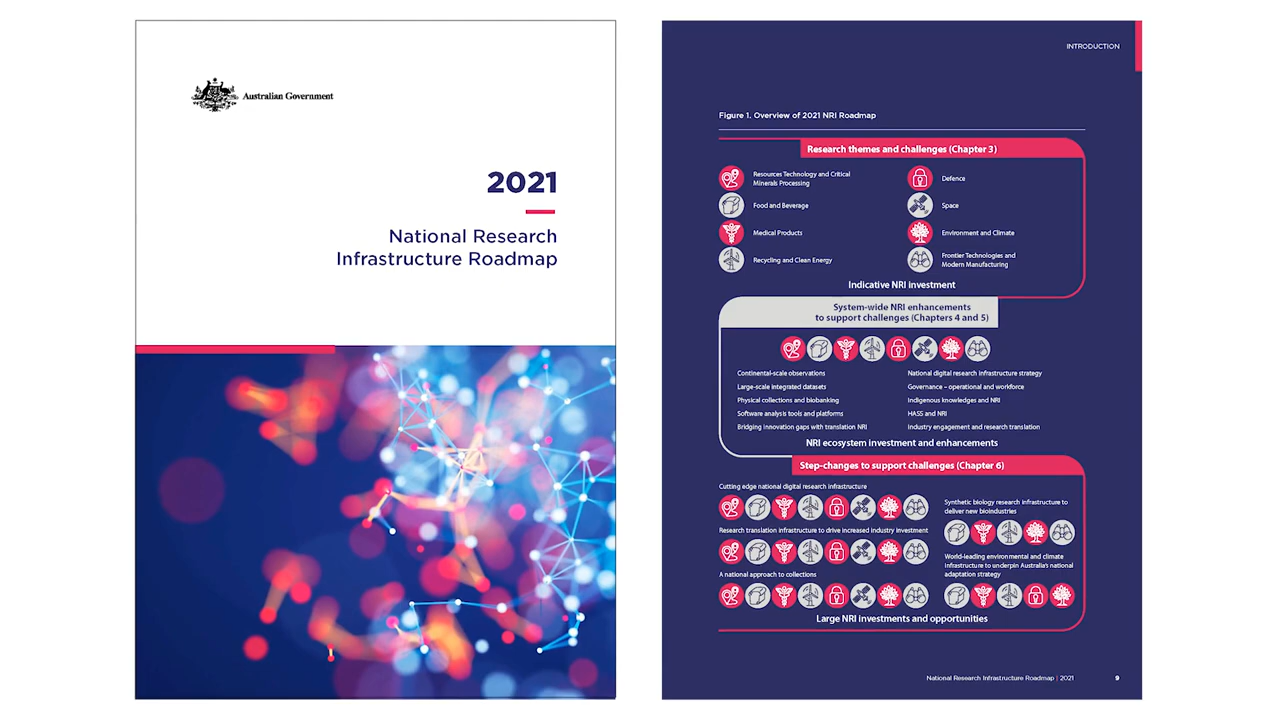 Australian Government
2021
National Research
Infrastructure Roadmap
INTRODUCTION
Figure 1. Overview of 2021 NRI Roadmap
Research themes and challenges (Chapter 3)
Resources Technology and Critical
Minerals Processing
Food and Beverage
Medical Products
Recycling and Clean Energy
Defence
Space
Environment and Climate
Frontier Technologies and
Modern Manufacturing
Indicative NRI investment
System-wide NRI enhancements
to support challenges (Chapters 4 and 5)
Continental-scale observations
Large-scale integrated datasets
Physical collections and biobanking
Software analysis tools and platforms
Bridging innovation gaps with translation NRI
National digital research infrastructure strategy
Governance – operational and workforce
Indigenous knowledges and NRI
HASS and NRI
Industry engagement and research translation
NRI ecosystem investment and enhancements
Step-changes to support challenges (Chapter 6)
Cutting edge national digital research infrastructure
Research translation infrastructure to drive increased industry investment
A national approach to collections
Synthetic biology research infrastructure to
deliver new bioindustries
World-leading environmental and climate
infrastructure to underpin Australia's national
adaptation strategy
Large NRI investments and opportunities
National Research Infrastructure Roadmap | 2021
9